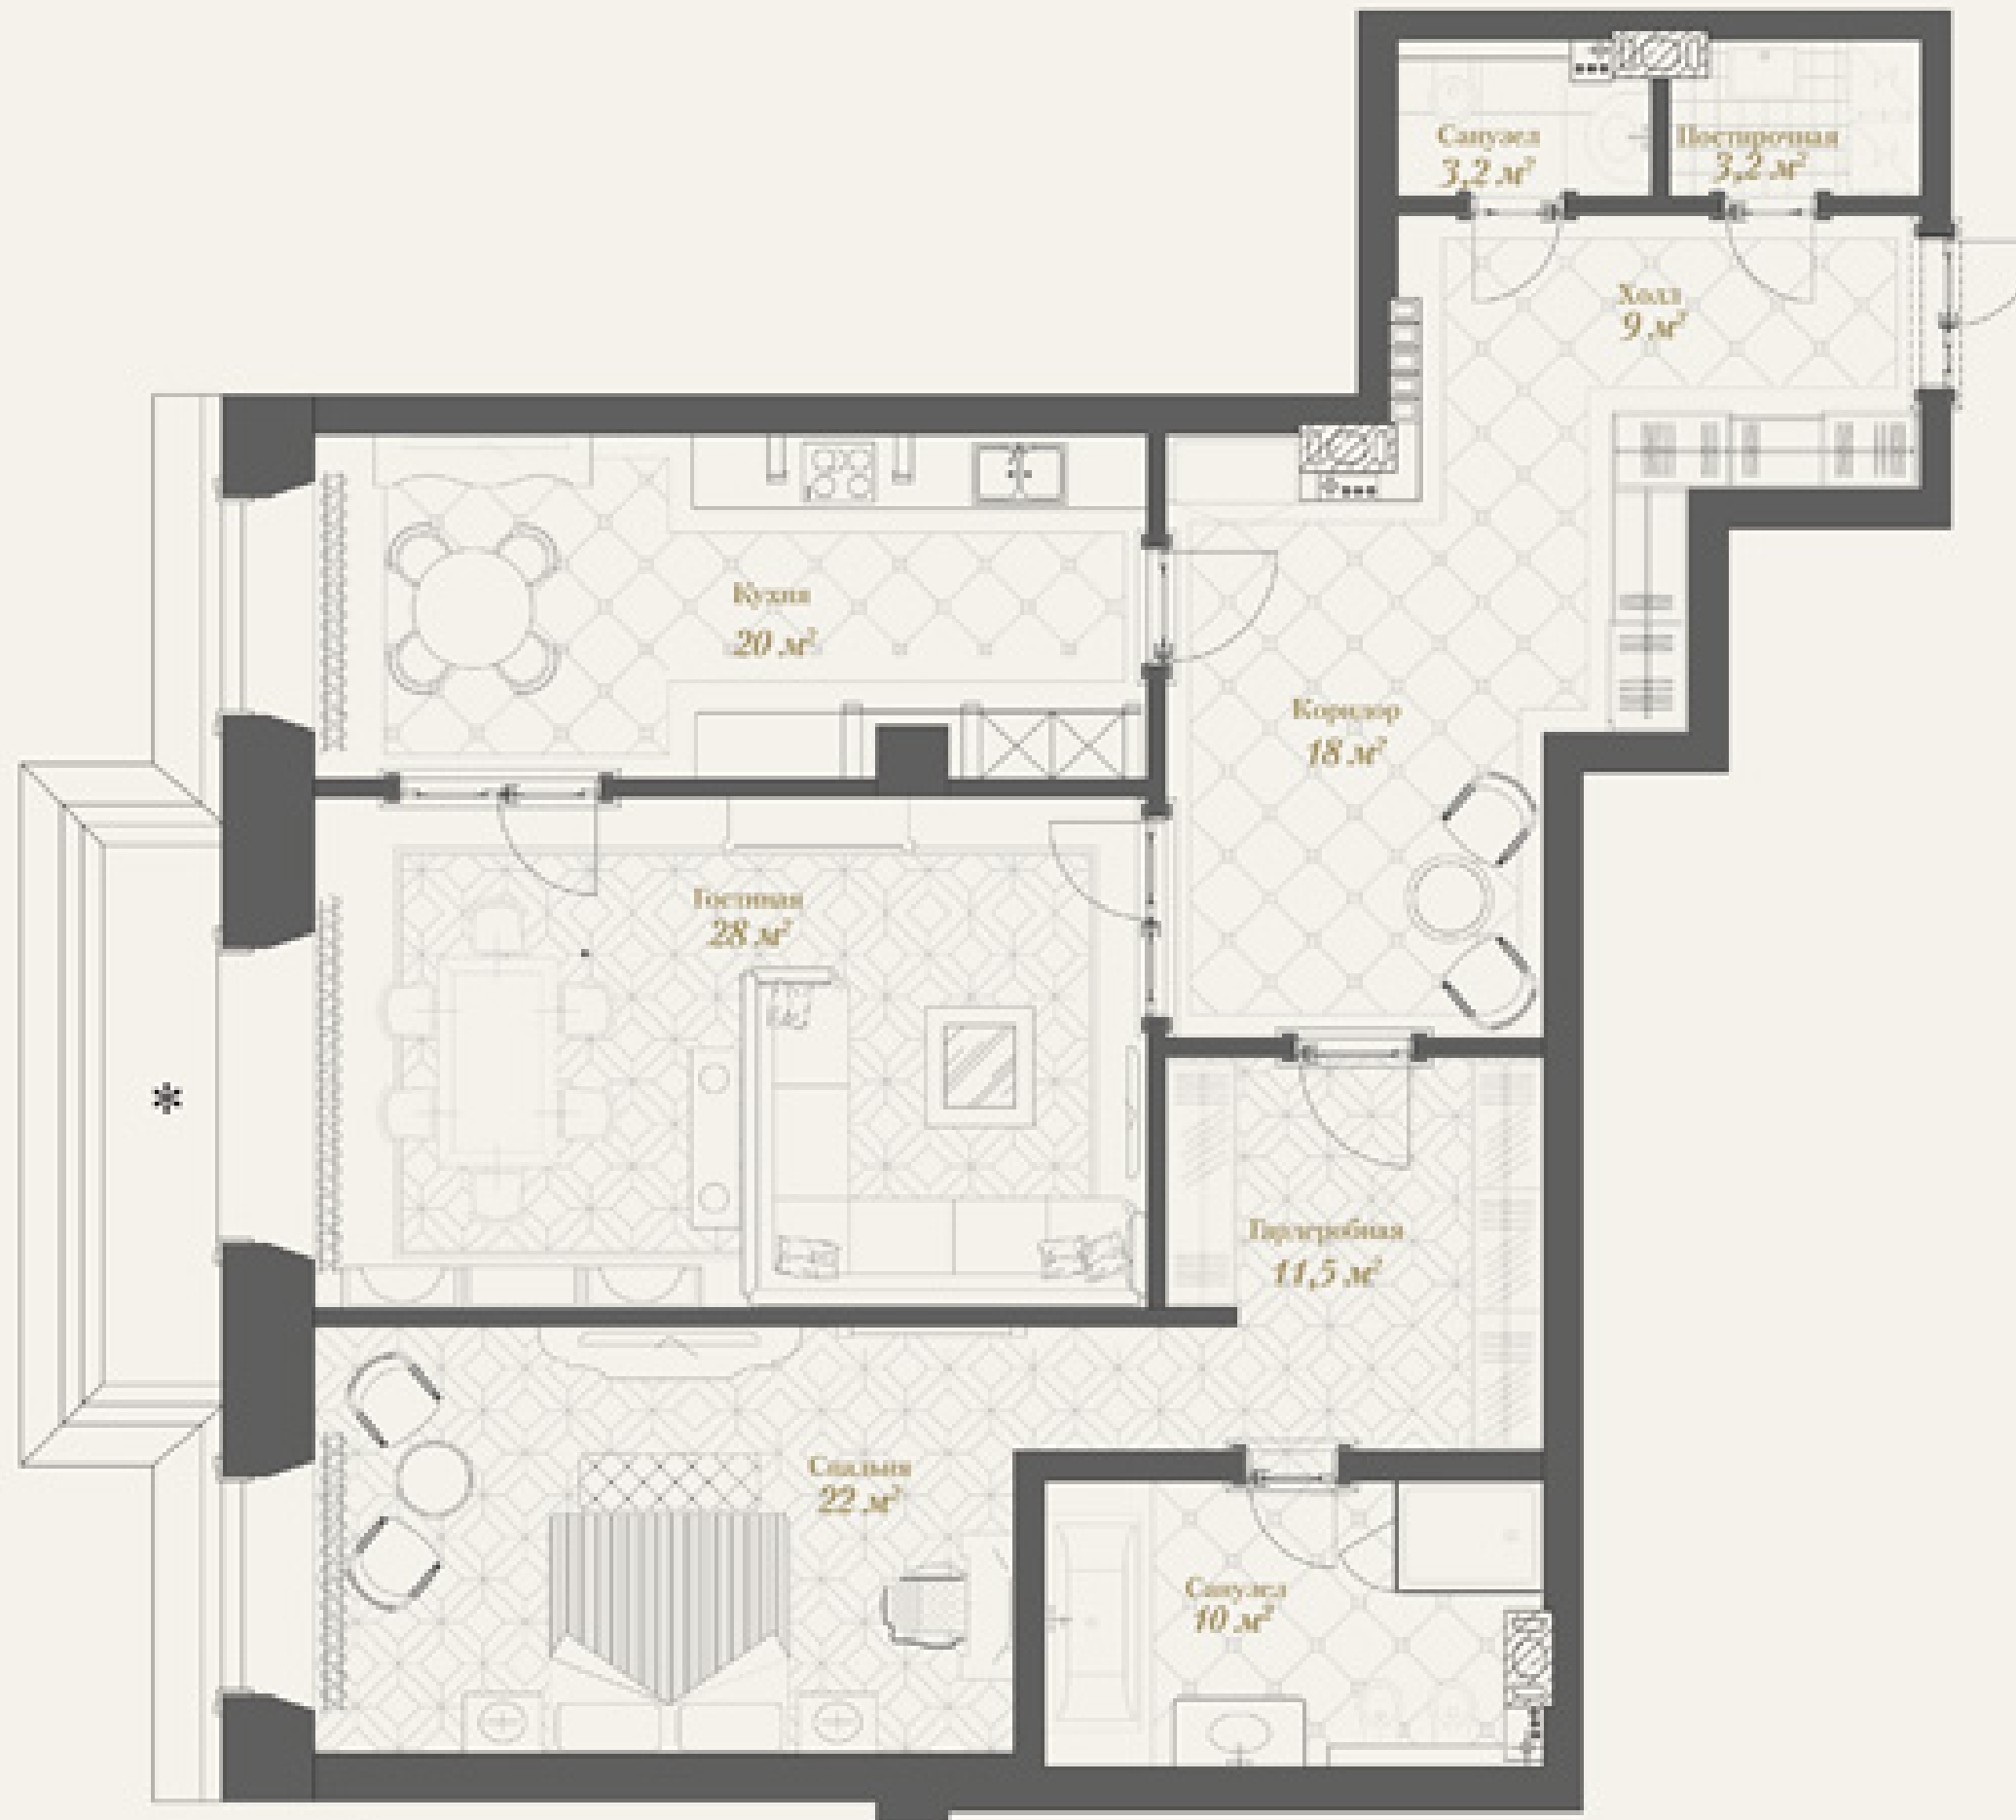 Санузел
3,2 м²
Постирочная
3,2 м²
Холл
9 м²
Кухня
20 м²
Коридор
18 м²
Гостиная
28 м²
*
Гардеробная
11,5 м²
Спальня
22 м²
Санузел
10 м²